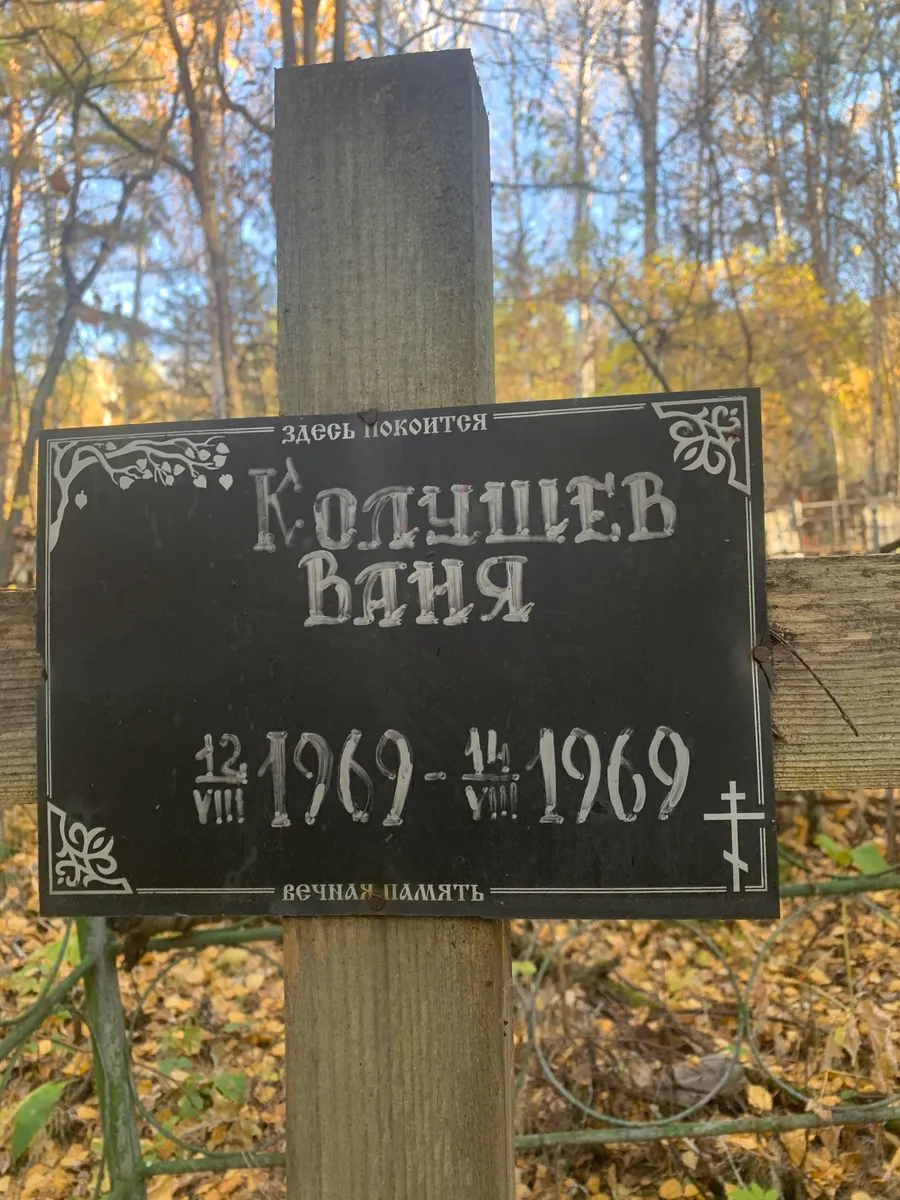 ЗДЕСЬ ПОКОИТСЯ
КОЛУШЕВ
ВАНЯ
12/VIII 1969 - 14/VIII 1969
ВЕЧНАЯ ПАМЯТЬ